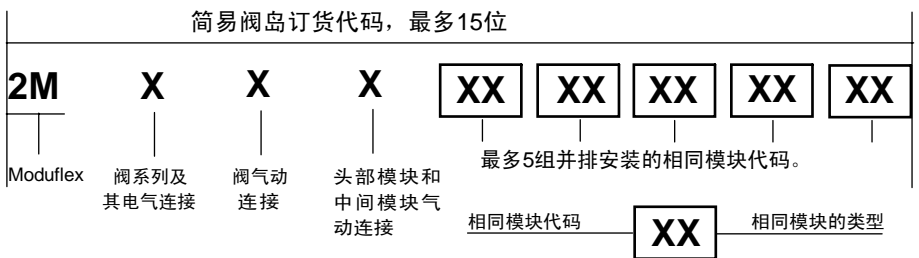 简易阀岛订货代码，最多15位
2M X X X XX XX XX XX XX
Moduflex 阀系列及 阀气动 头部模块和 最多5组并排安装的相同模块代码。
其电气连接 连接 中间模块气
动连接
相同模块代码 XX 相同模块的类型